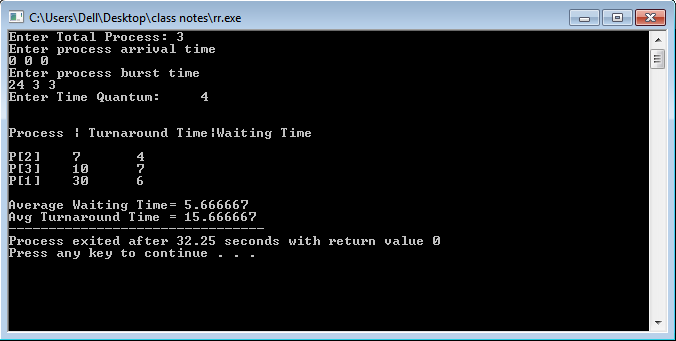 C:\Users\Dell\Desktop\class notes\rr.exe
Enter Total Process: 3
Enter process arrival time
0 0 0
Enter process burst time
24 3 3
Enter Time Quantum:     4
Process ¦ Turnaround Time¦Waiting Time
P[2]    7       4
P[3]    10      7
P[1]    30      6
Average Waiting Time= 5.666667
Avg Turnaround Time = 15.666667
--------------------------------
Process exited after 32.25 seconds with return value 0
Press any key to continue . . .